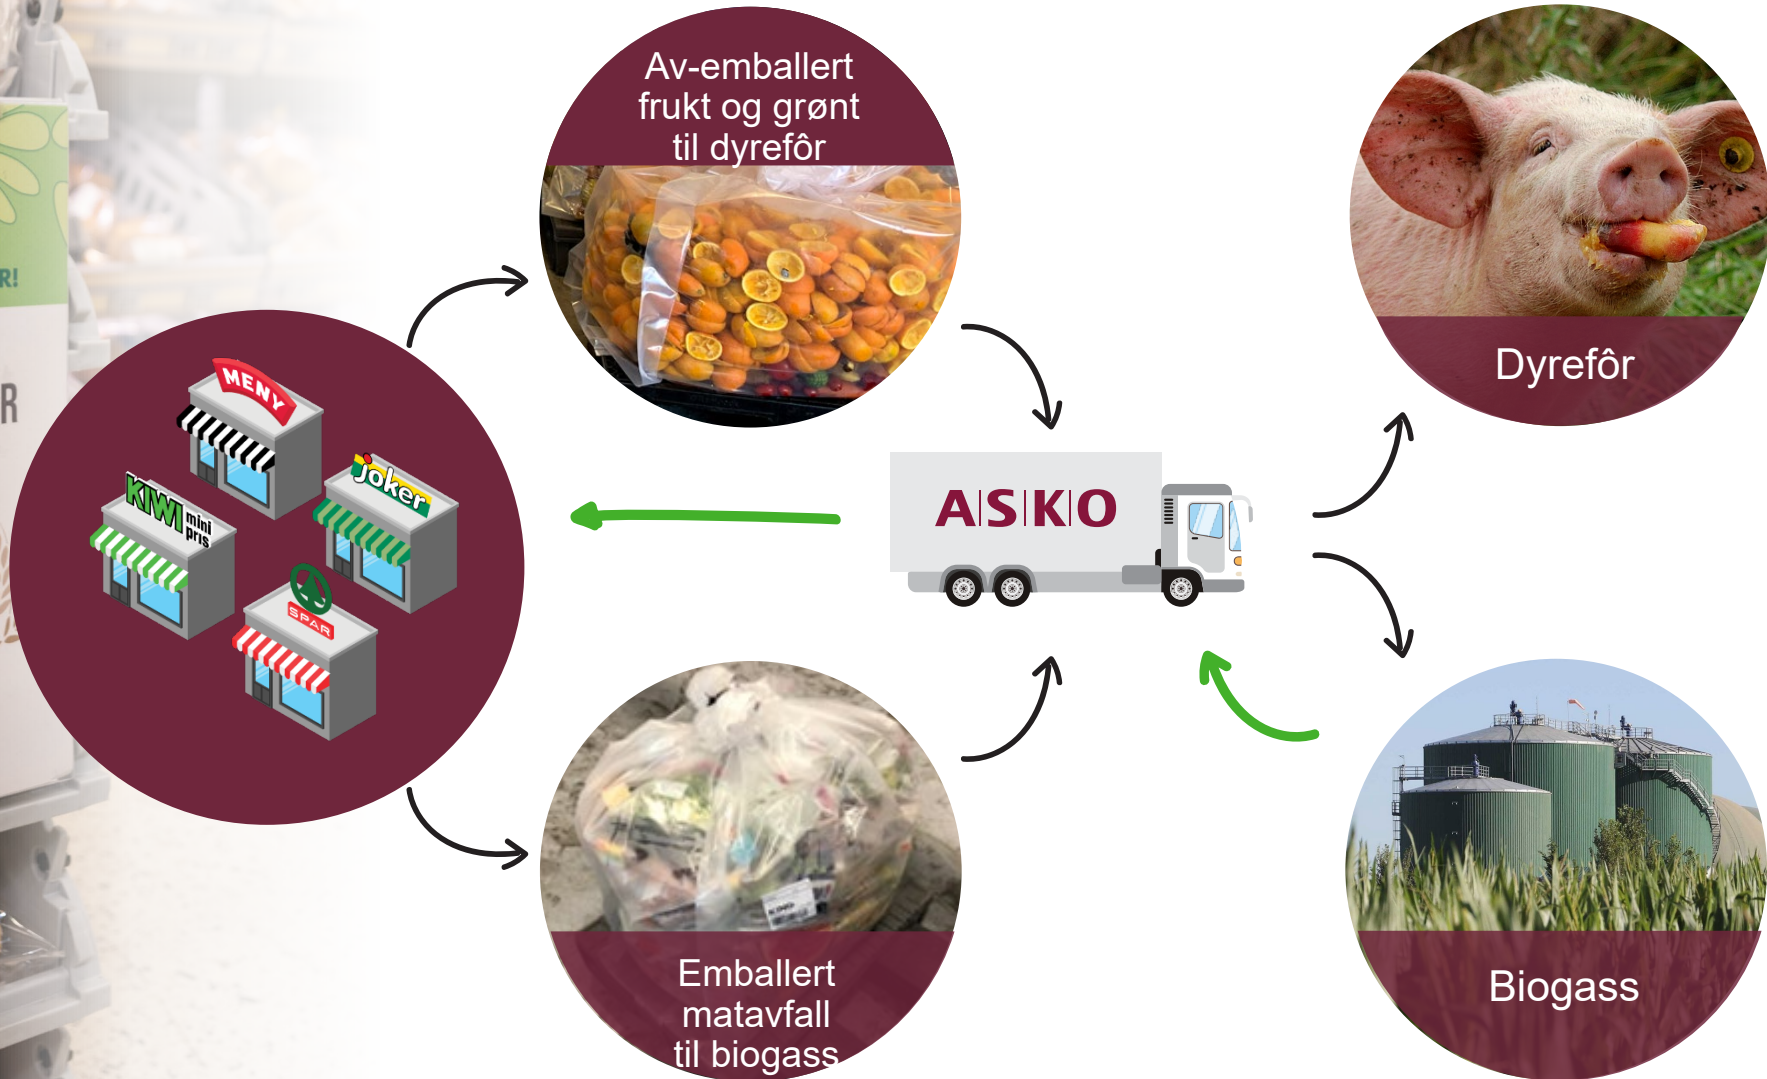 Av-emballert
frukt og grønt
til dyrefôr
R!
R
MENY
joker
KIWI mini
pris
SPAR
A|S|K|O
Dyrefôr
Emballert
matavfall
til biogass
Biogass